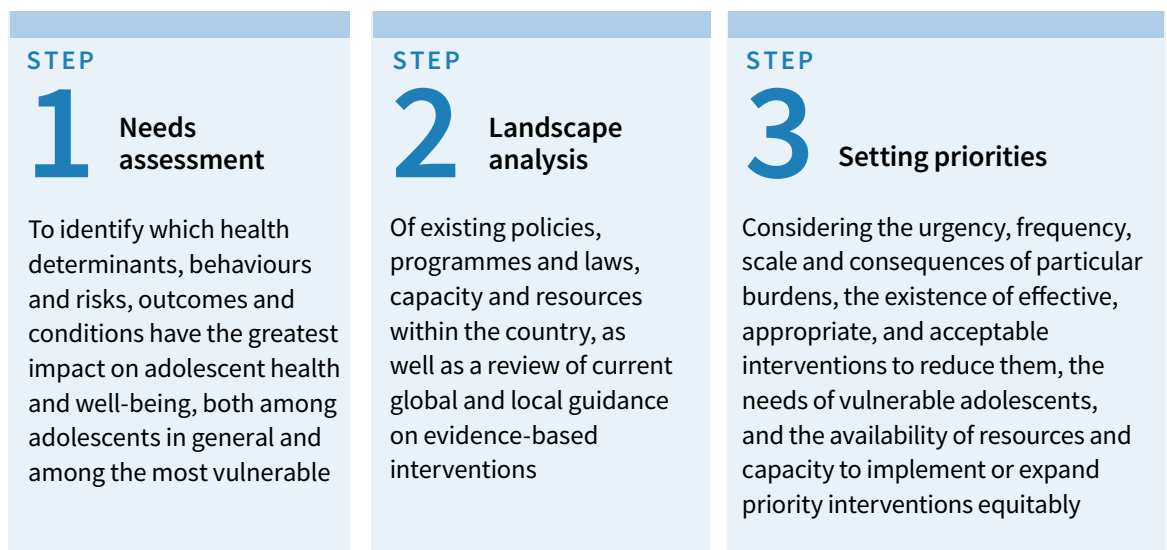 STEP
1
Needs
assessment
To identify which health
determinants, behaviours
and risks, outcomes and
conditions have the greatest
impact on adolescent health
and well-being, both among
adolescents in general and
among the most vulnerable
STEP
2
Landscape
analysis
Of existing policies,
programmes and laws,
capacity and resources
within the country, as
well as a review of current
global and local guidance
on evidence-based
interventions
STEP
3
Setting priorities
Considering the urgency, frequency,
scale and consequences of particular
burdens, the existence of effective,
appropriate, and acceptable
interventions to reduce them, the
needs of vulnerable adolescents,
and the availability of resources and
capacity to implement or expand
priority interventions equitably